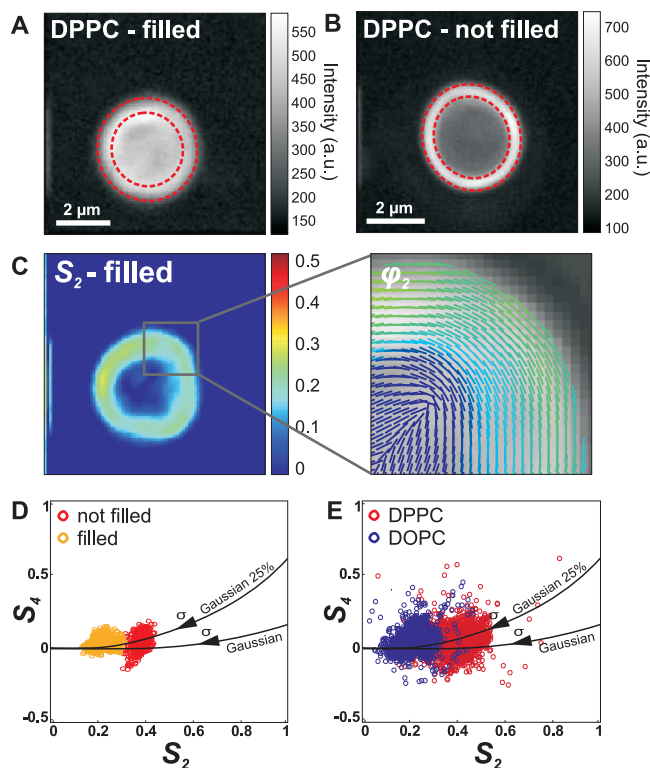 A
DPPC - filled
2 µm
550
500
450
400
350
300
250
200
150
Intensity (a.u.)
B
DPPC - not filled
2 µm
700
600
500
400
300
200
100
Intensity (a.u.)
C
S2 - filled
0.5
0.4
0.3
0.2
0.1
0
φ2
D
not filled
filled
1
0.5
0
-0.5
S4
σ
Gaussian 25%
σ
Gaussian
0
0.2
0.4
0.6
0.8
1
S2
E
DPPC
DOPC
1
0.5
0
-0.5
S4
σ
Gaussian 25%
σ
Gaussian
0
0.2
0.4
0.6
0.8
1
S2